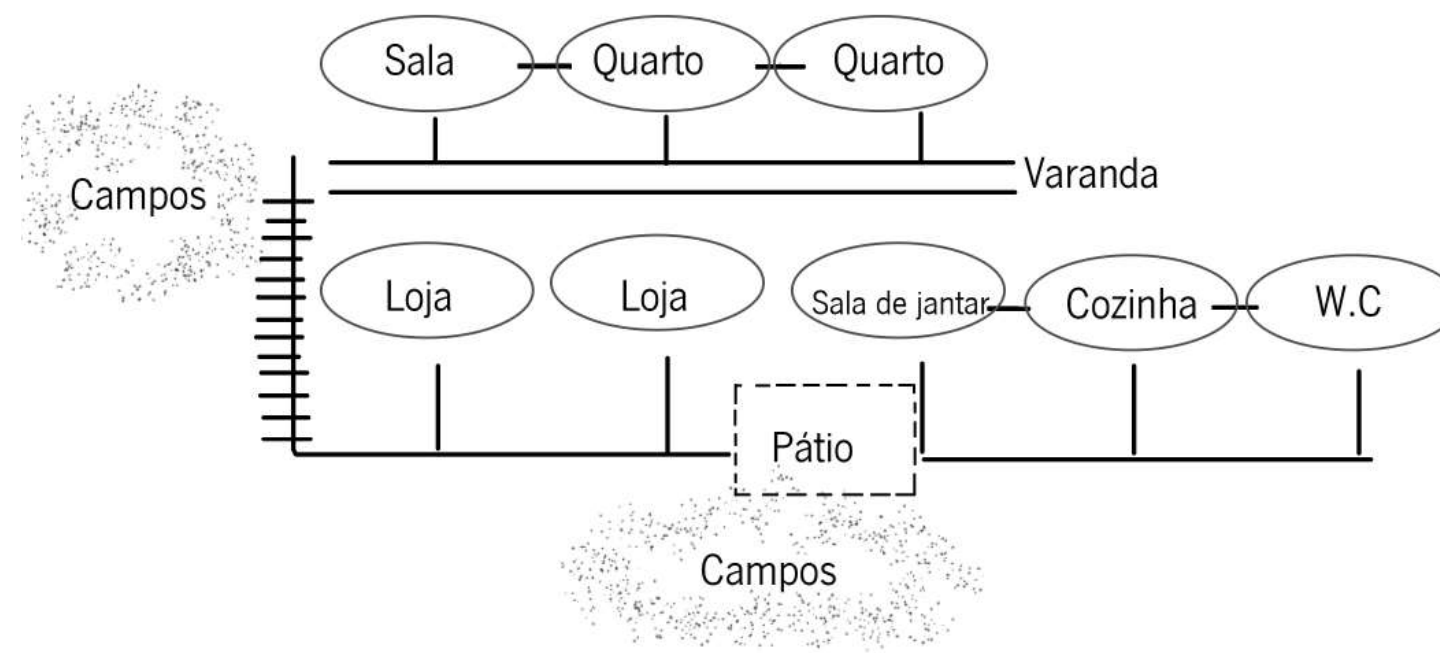 Sala
Quarto
Quarto
Campos
Varanda
Loja
Loja
Sala de jantar
Cozinha
W.C
Pátio
Campos